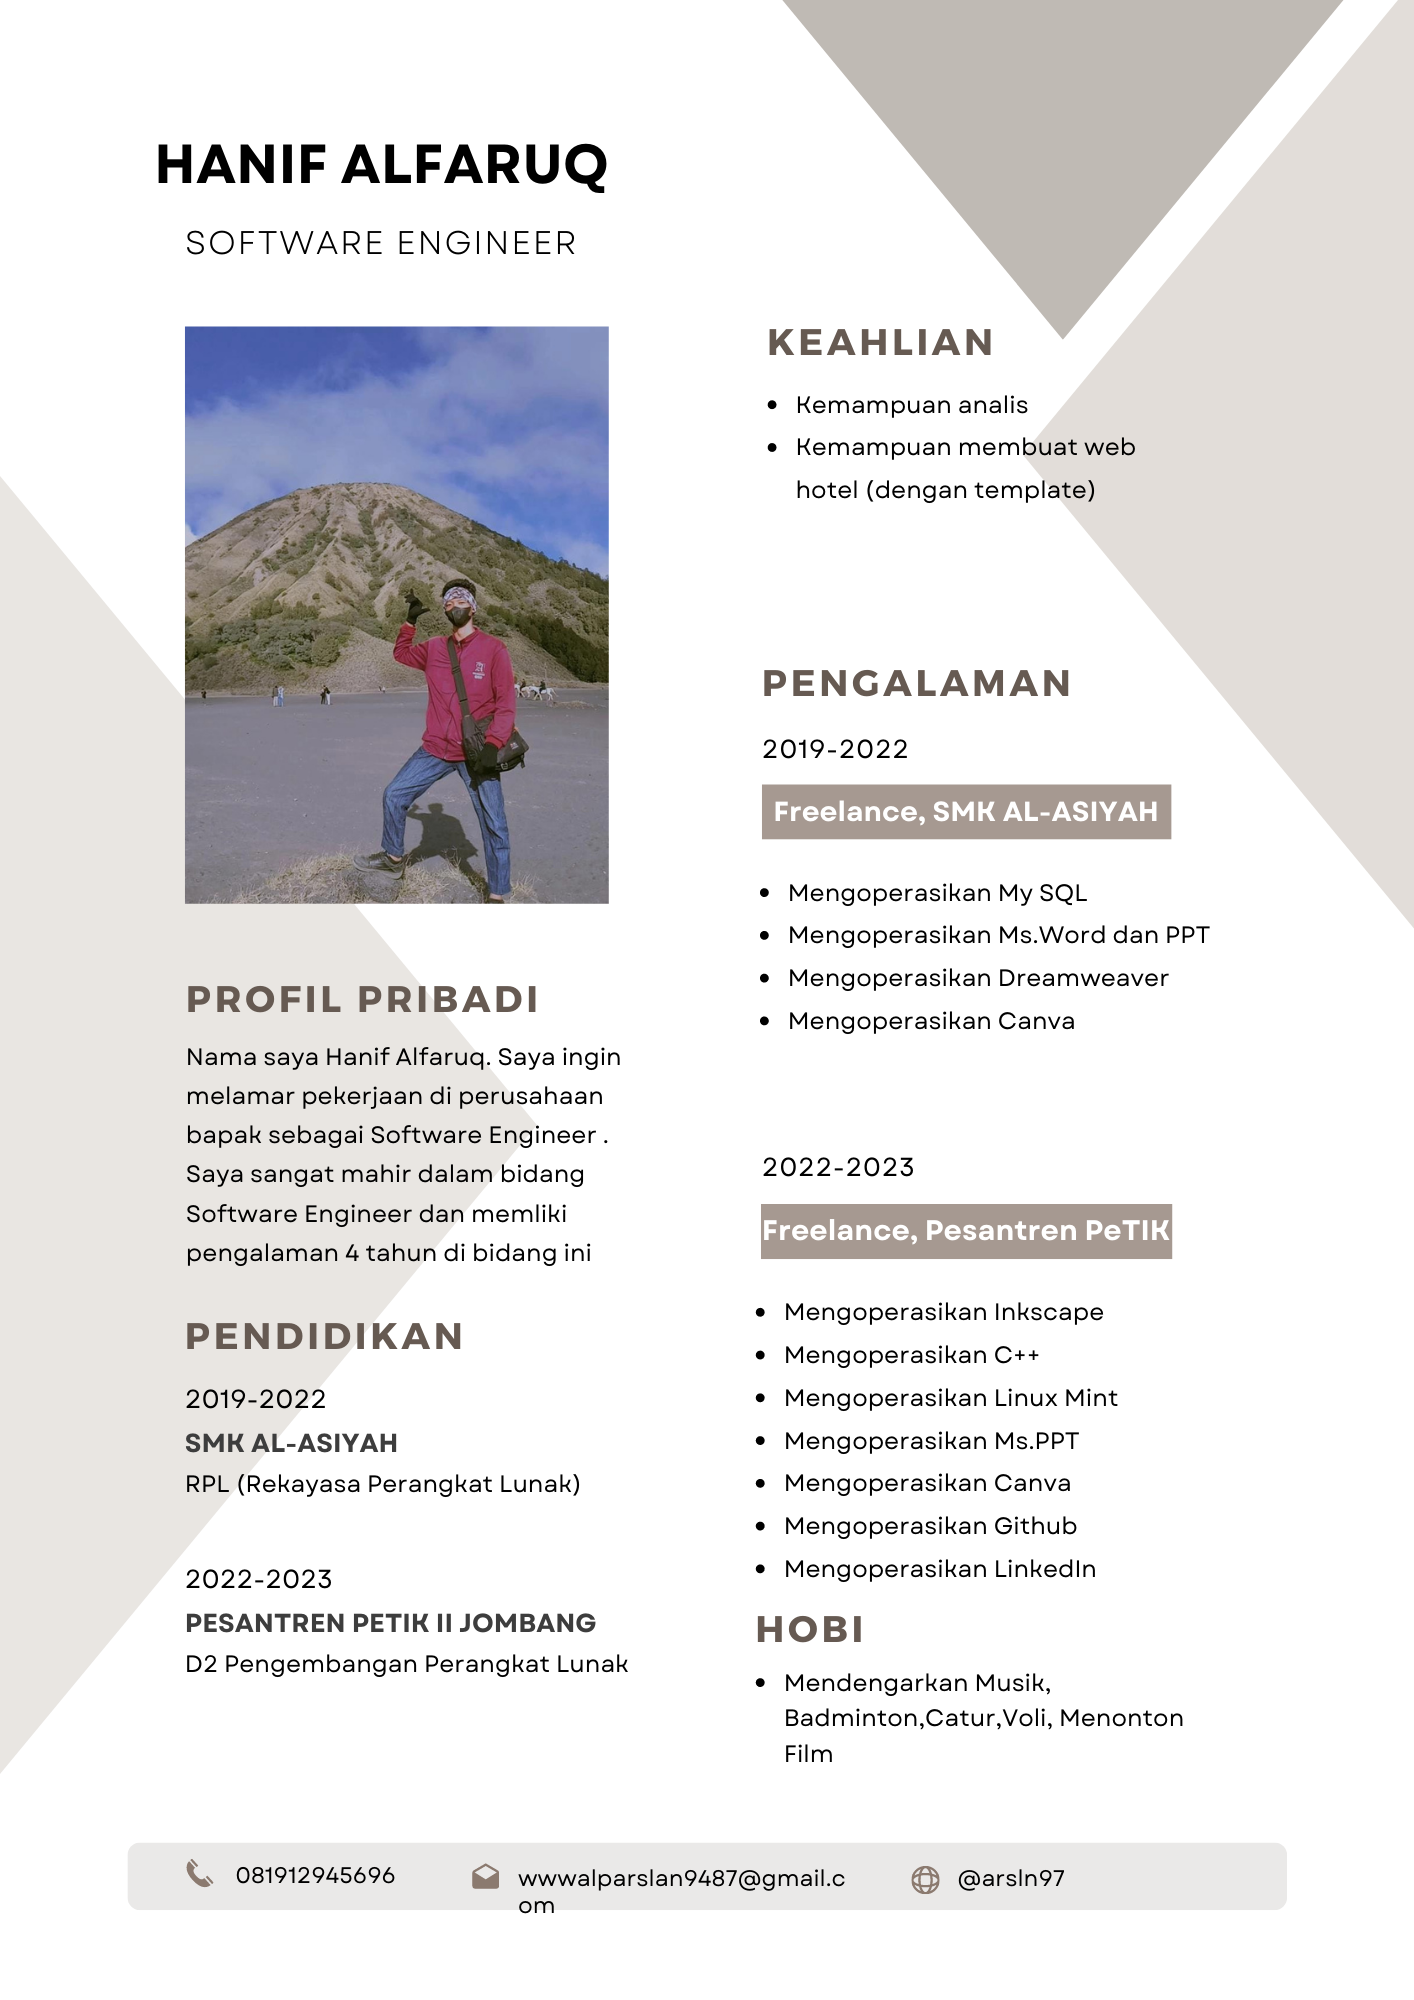 HANIF ALFARUQ
SOFTWARE ENGINEER
PROFIL PRIBADI
Nama saya Hanif Alfaruq. Saya ingin
melamar pekerjaan di perusahaan
bapak sebagai Software Engineer .
Saya sangat mahir dalam bidang
Software Engineer dan memliki
pengalaman 4 tahun di bidang ini
PENDIDIKAN
2019-2022
SMK AL-ASIYAH
RPL (Rekayasa Perangkat Lunak)
2022-2023
PESANTREN PETIK II JOMBANG
D2 Pengembangan Perangkat Lunak
KEAHLIAN
• Kemampuan analis
• Kemampuan membuat web
hotel (dengan template)
PENGALAMAN
2019-2022
Freelance, SMK AL-ASIYAH
• Mengoperasikan My SQL
• Mengoperasikan Ms.Word dan PPT
• Mengoperasikan Dreamweaver
• Mengoperasikan Canva
2022-2023
Freelance, Pesantren PeTIK
• Mengoperasikan Inkscape
• Mengoperasikan C++
• Mengoperasikan Linux Mint
• Mengoperasikan Ms.PPT
• Mengoperasikan Canva
• Mengoperasikan Github
• Mengoperasikan LinkedIn
HOBI
• Mendengarkan Musik,
Badminton,Catur,Voli, Menonton
Film
081912945696
wwwalparslan9487@gmail.c
om
@arsln97